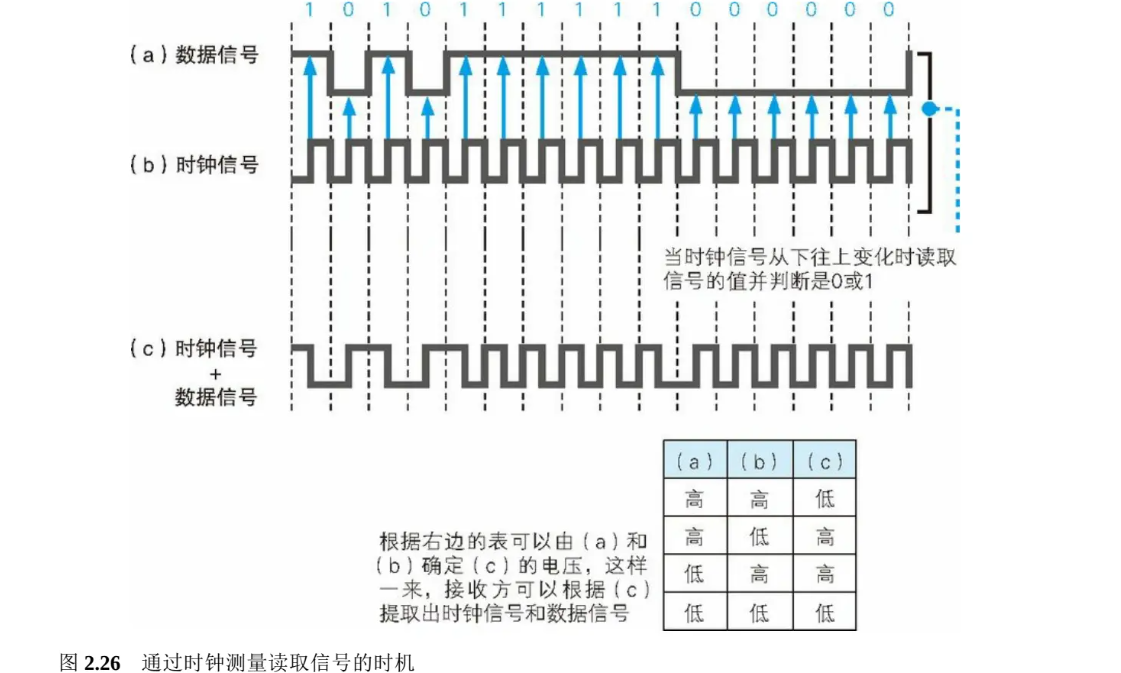 1 0 1 0 1 1 1 1 1 1 0 0 0 0 0 0
(a)数据信号
(b)时钟信号
当时钟信号从下往上变化时读取
信号的值并判断是0或1
(c)时钟信号
+
数据信号
(a) (b) (c)
高 高 低
高 低 高
低 高 高
低 低 低
根据右边的表可以由(a)和
(b)确定(c)的电压，这样
一来，接收方可以根据(c)
提取出时钟信号和数据信号
图 2.26 通过时钟测量读取信号的时机